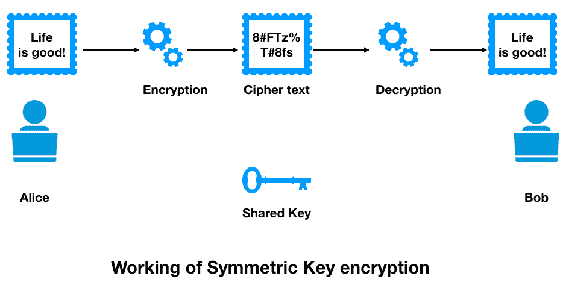 Life
is good!
8#FTz%
T#8fs
Life
is good!
Encryption
Cipher text
Decryption
Alice
Bob
Shared Key
Working of Symmetric Key encryption